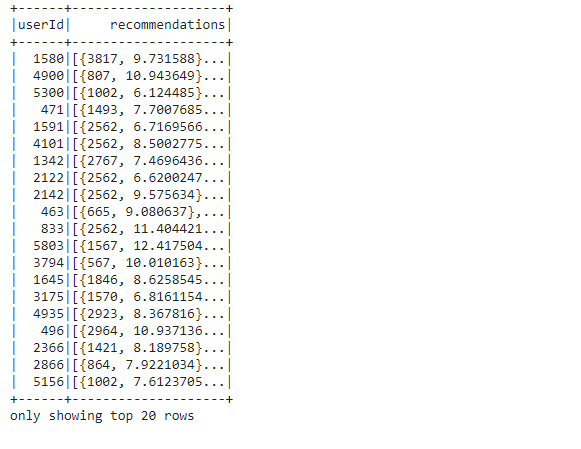 +------+--------------------+
|userId|     recommendations|
+------+--------------------+
|  1580|[{3817, 9.731588}...|
|  4900|[{807, 10.943649}...|
|  5300|[{1002, 6.124485}...|
|   471|[{1493, 7.7007685...|
|  1591|[{2562, 6.7169566...|
|  4101|[{2562, 8.5002775...|
|  1342|[{2767, 7.4696436...|
|  2122|[{2562, 6.6200247...|
|  2142|[{2562, 9.575634}...|
|   463|[{665, 9.080637},...|
|   833|[{2562, 11.404421...|
|  5803|[{1567, 12.417504...|
|  3794|[{567, 10.010163}...|
|  1645|[{1846, 8.6258545...|
|  3175|[{1570, 6.8161154...|
|  4935|[{2923, 8.367816}...|
|   496|[{2964, 10.937136...|
|  2366|[{1421, 8.189758}...|
|  2866|[{864, 7.9221034}...|
|  5156|[{1002, 7.6123705...|
+------+--------------------+
only showing top 20 rows